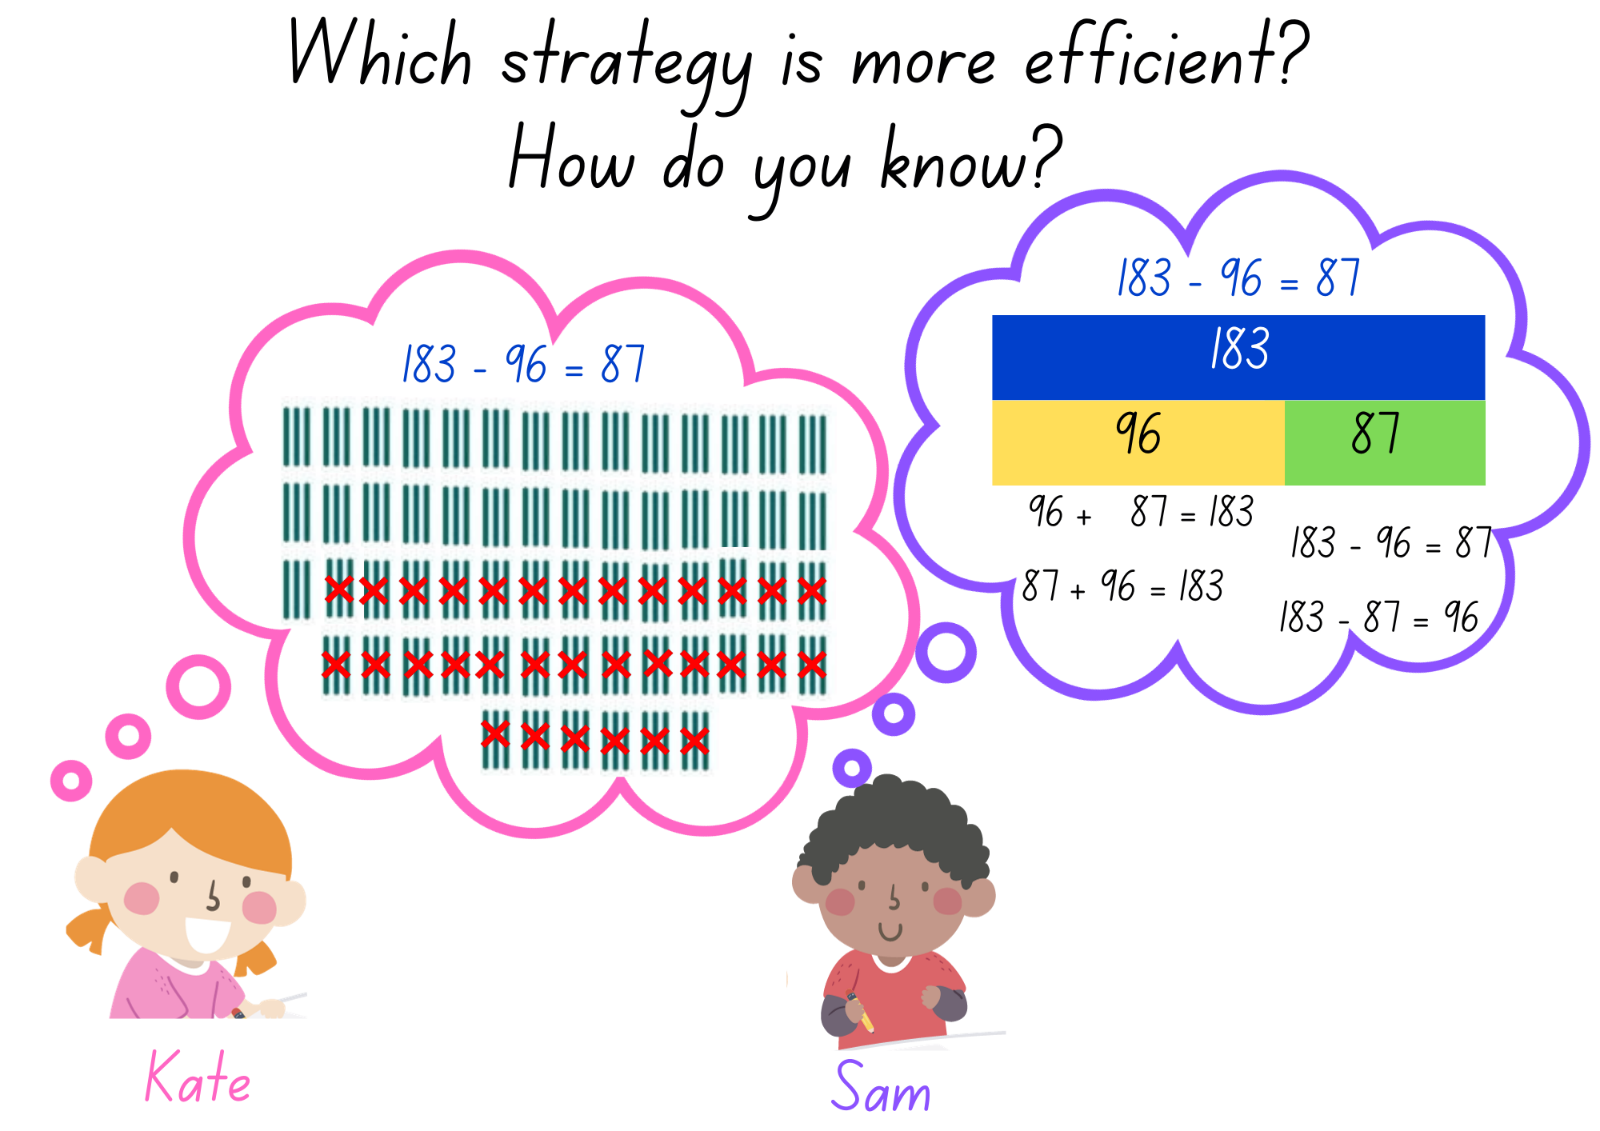 Which strategy is more efficient?
How do you know?
183 - 96 = 87
183 - 96 = 87
183
96 87
96 + 87 = 183
183 - 96 = 87
87 + 96 = 183
183 - 87 = 96
Kate
Sam